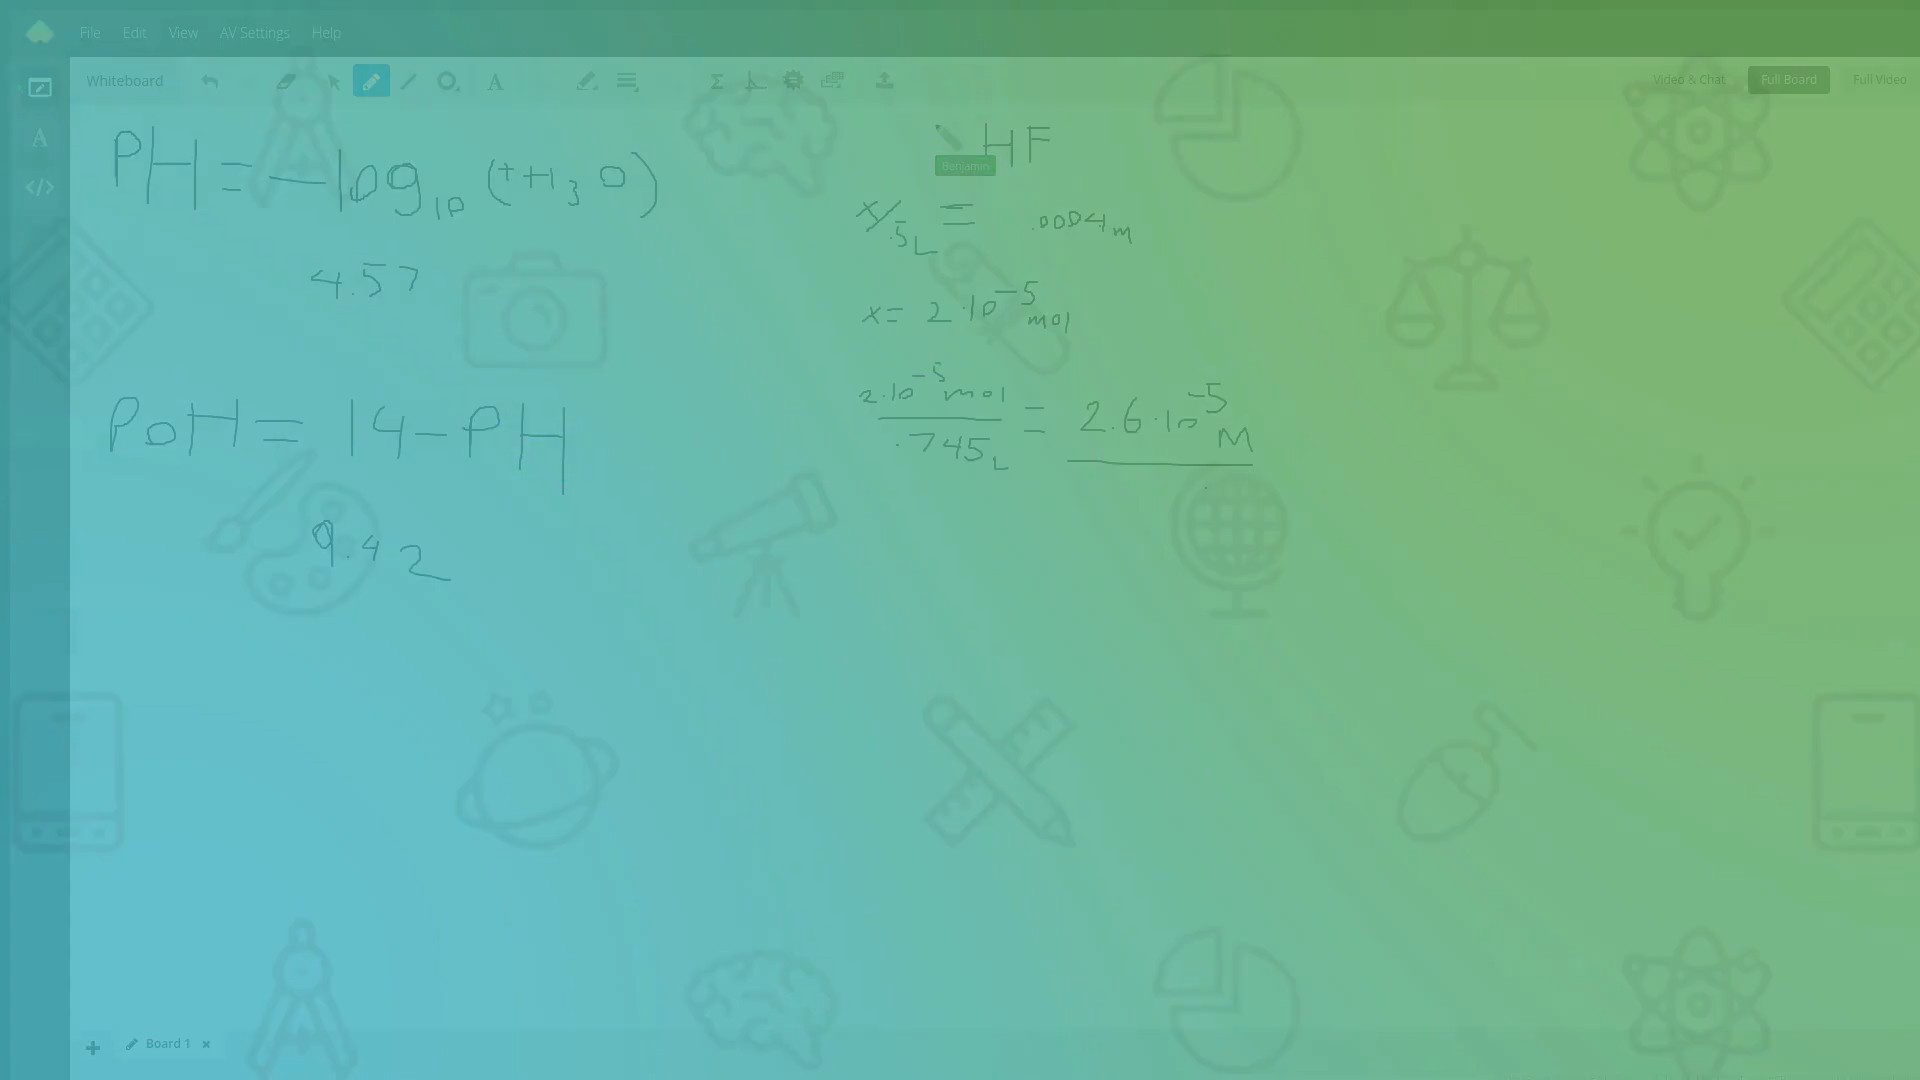 File Edit View AV Settings Help
Whiteboard A Σ Video & Chat Full Board Full Video
A
</>
PH = -log10 (+H3O)
4.57
POH = 14 - PH
9.42
HF
Benjamin
x/.5L = .0004m
x = 2·10^-5 mol
2·10^-5 mol / .745L = 2.6·10^-5 M
+ Board 1 ×